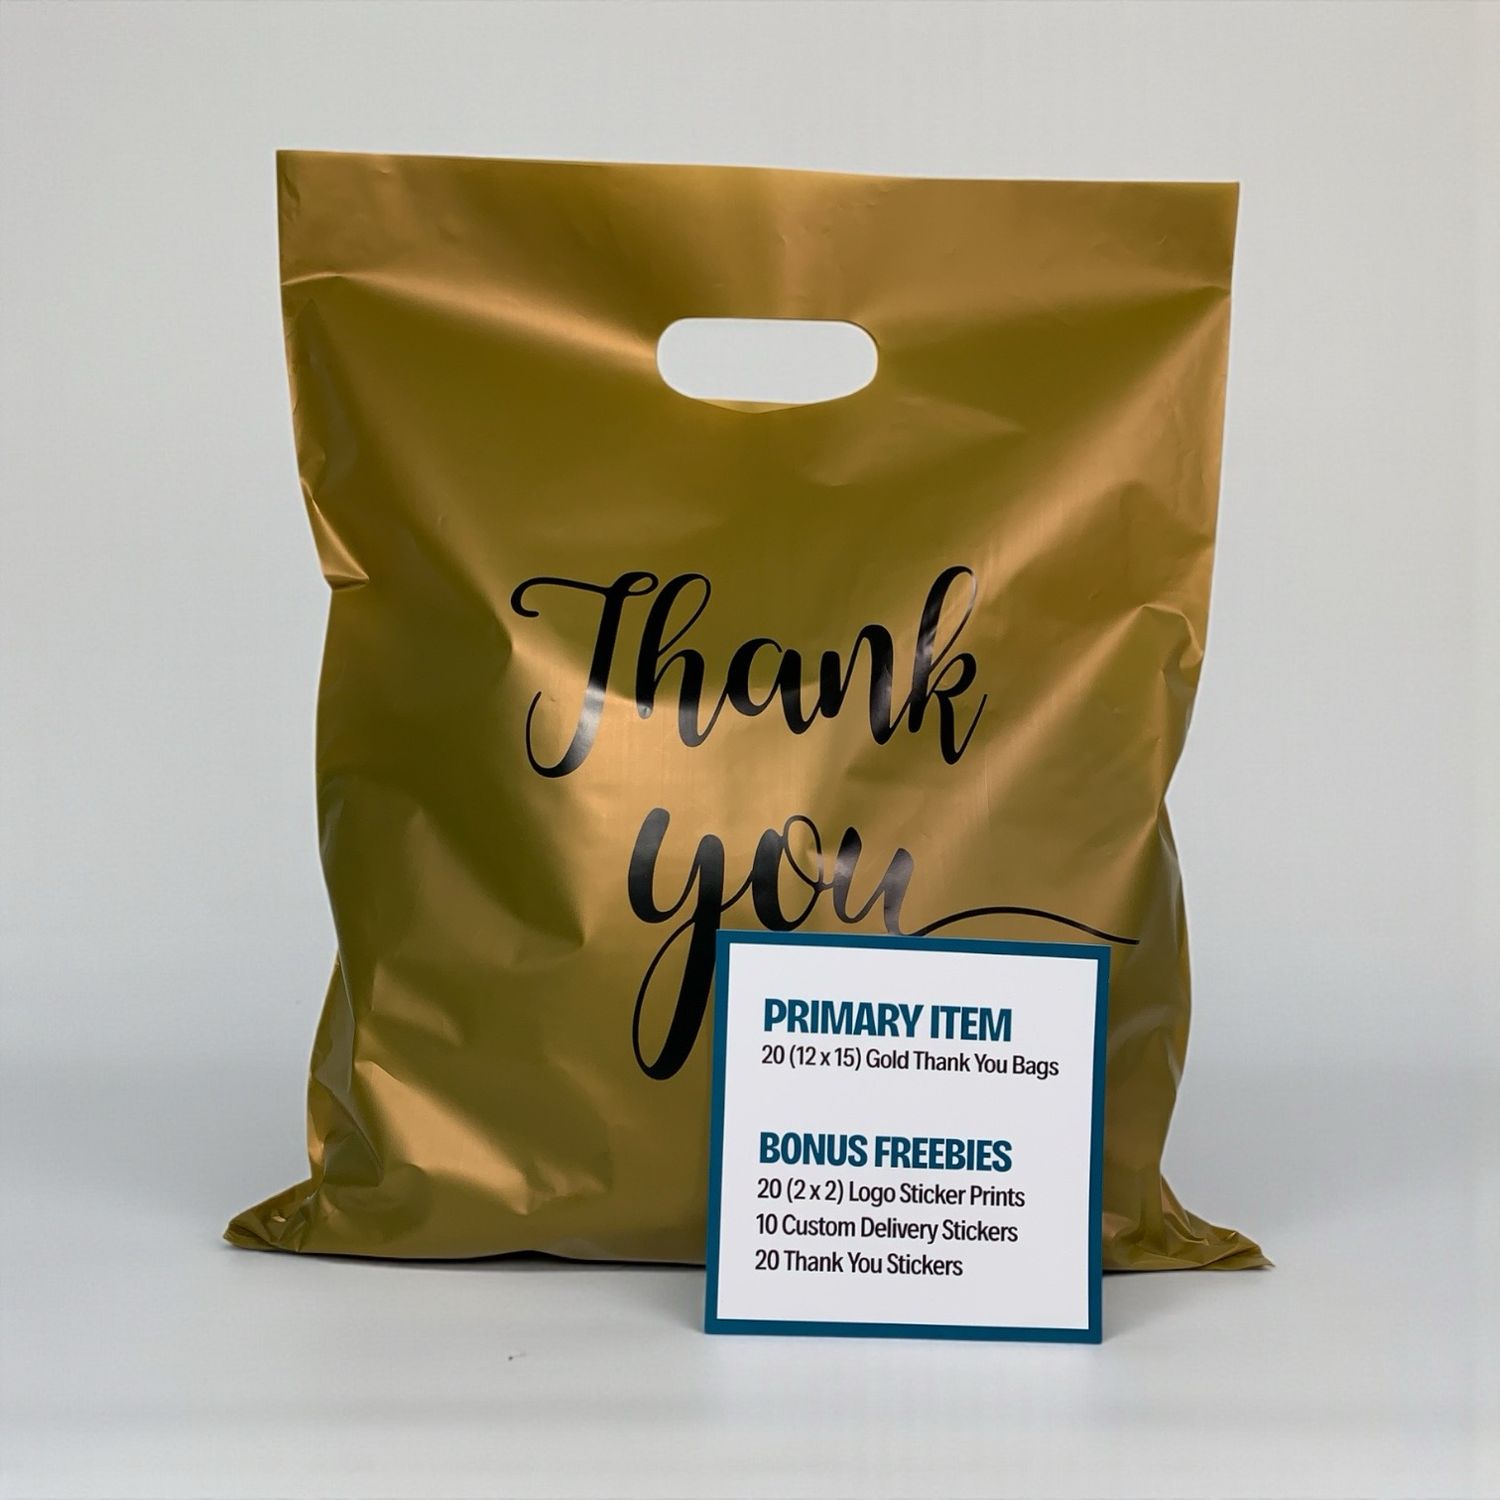 Thank
you
PRIMARY ITEM
20 (12 x 15) Gold Thank You Bags
BONUS FREEBIES
20 (2 x 2) Logo Sticker Prints
10 Custom Delivery Stickers
20 Thank You Stickers